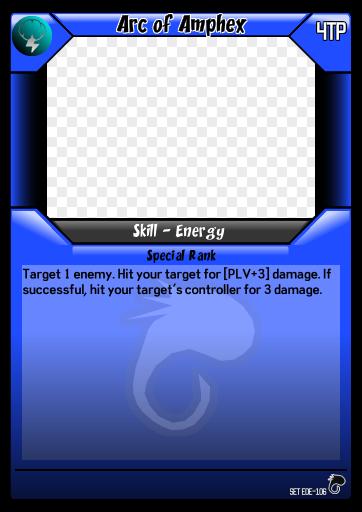 Arc of Amphex
4TP
Skill - Energy
Special Rank
Target 1 enemy. Hit your target for [PLV+3] damage. If
successful, hit your target's controller for 3 damage.
SET EOE-106